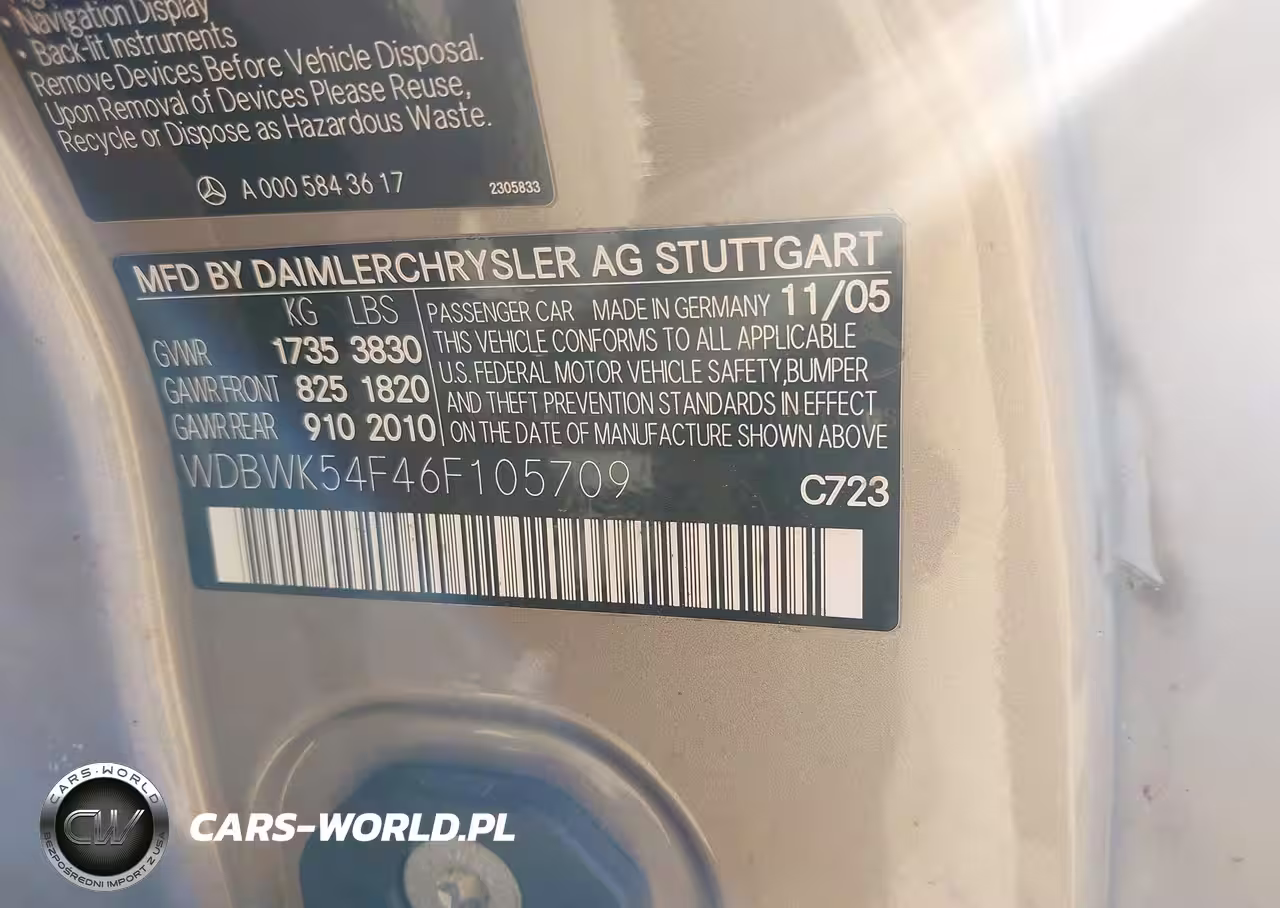 • Navigation Display
• Back-lit Instruments
Remove Devices Before Vehicle Disposal.
Upon Removal of Devices Please Reuse,
Recycle or Dispose as Hazardous Waste.
A 000 584 36 17
2305833
MFD BY DAIMLERCHRYSLER AG STUTTGART
KG LBS
GVWR 1735 3830
GAWR FRONT 825 1820
GAWR REAR 910 2010
PASSENGER CAR MADE IN GERMANY 11/05
THIS VEHICLE CONFORMS TO ALL APPLICABLE
U.S. FEDERAL MOTOR VEHICLE SAFETY,BUMPER
AND THEFT PREVENTION STANDARDS IN EFFECT
ON THE DATE OF MANUFACTURE SHOWN ABOVE
WDBWK54F46F105709
C723
CARS-WORLD
CW
BEZPOŚREDNI IMPORT Z USA
CARS-WORLD.PL